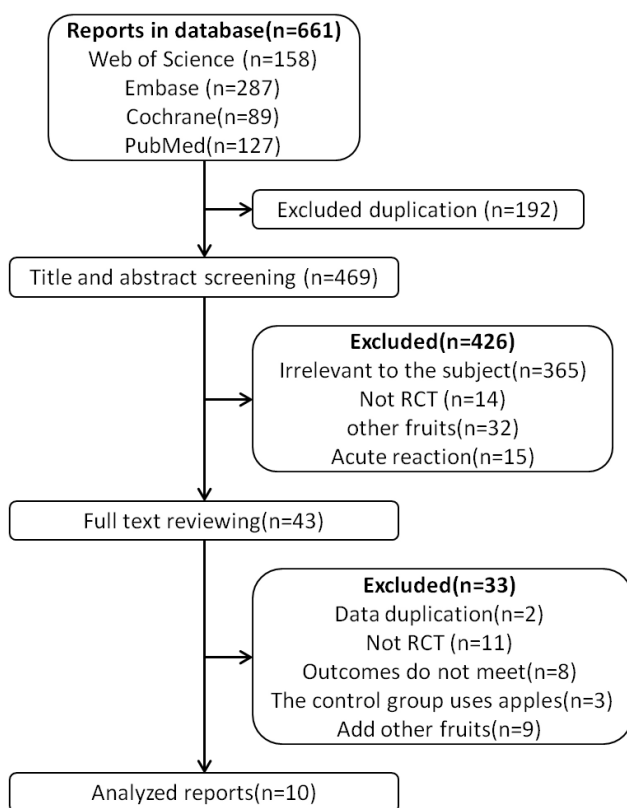 Reports in database(n=661)
Web of Science (n=158)
Embase (n=287)
Cochrane(n=89)
PubMed(n=127)
Excluded duplication (n=192)
Title and abstract screening (n=469)
Excluded(n=426)
Irrelevant to the subject(n=365)
Not RCT (n=14)
other fruits(n=32)
Acute reaction(n=15)
Full text reviewing(n=43)
Excluded(n=33)
Data duplication(n=2)
Not RCT (n=11)
Outcomes do not meet(n=8)
The control group uses apples(n=3)
Add other fruits(n=9)
Analyzed reports(n=10)